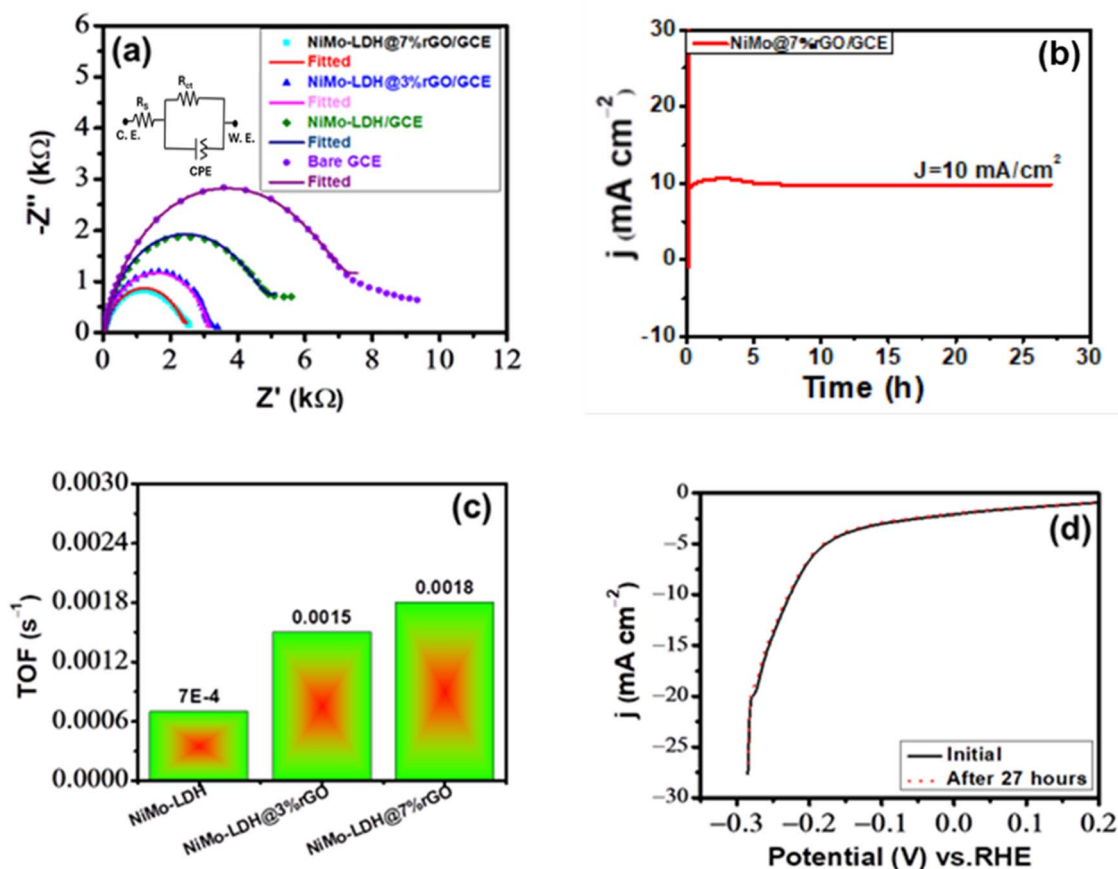 (a)
NiMo-LDH@7%rGO/GCE
Fitted
NiMo-LDH@3%rGO/GCE
Fitted
NiMo-LDH/GCE
Fitted
Bare GCE
Fitted
Rct
Rs
C. E.
W. E.
CPE
6
5
4
3
2
1
0
-Z'' (kΩ)
0 2 4 6 8 10 12
Z' (kΩ)
NiMo@7%rGO/GCE
(b)
J=10 mA/cm²
30
20
10
0
-10
j (mA cm⁻²)
0 5 10 15 20 25 30
Time (h)
(c)
0.0030
0.0024
0.0018
0.0012
0.0006
0.0000
TOF (s⁻¹)
7E-4
0.0015
0.0018
NiMo-LDH
NiMo-LDH@3%rGO
NiMo-LDH@7%rGO
(d)
0
−5
−10
−15
−20
−25
−30
j (mA cm⁻²)
Initial
After 27 hours
−0.3 −0.2 −0.1 0.0 0.1 0.2
Potential (V) vs.RHE